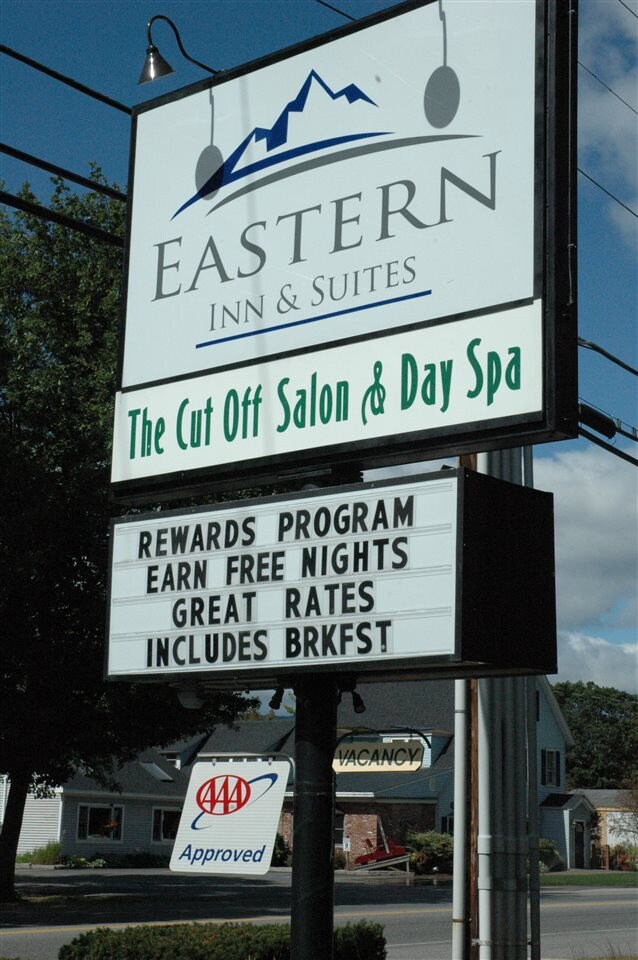 EASTERN
INN & SUITES
The Cut Off Salon & Day Spa
REWARDS PROGRAM
EARN FREE NIGHTS
GREAT RATES
INCLUDES BRKFST
VACANCY
AAA
Approved